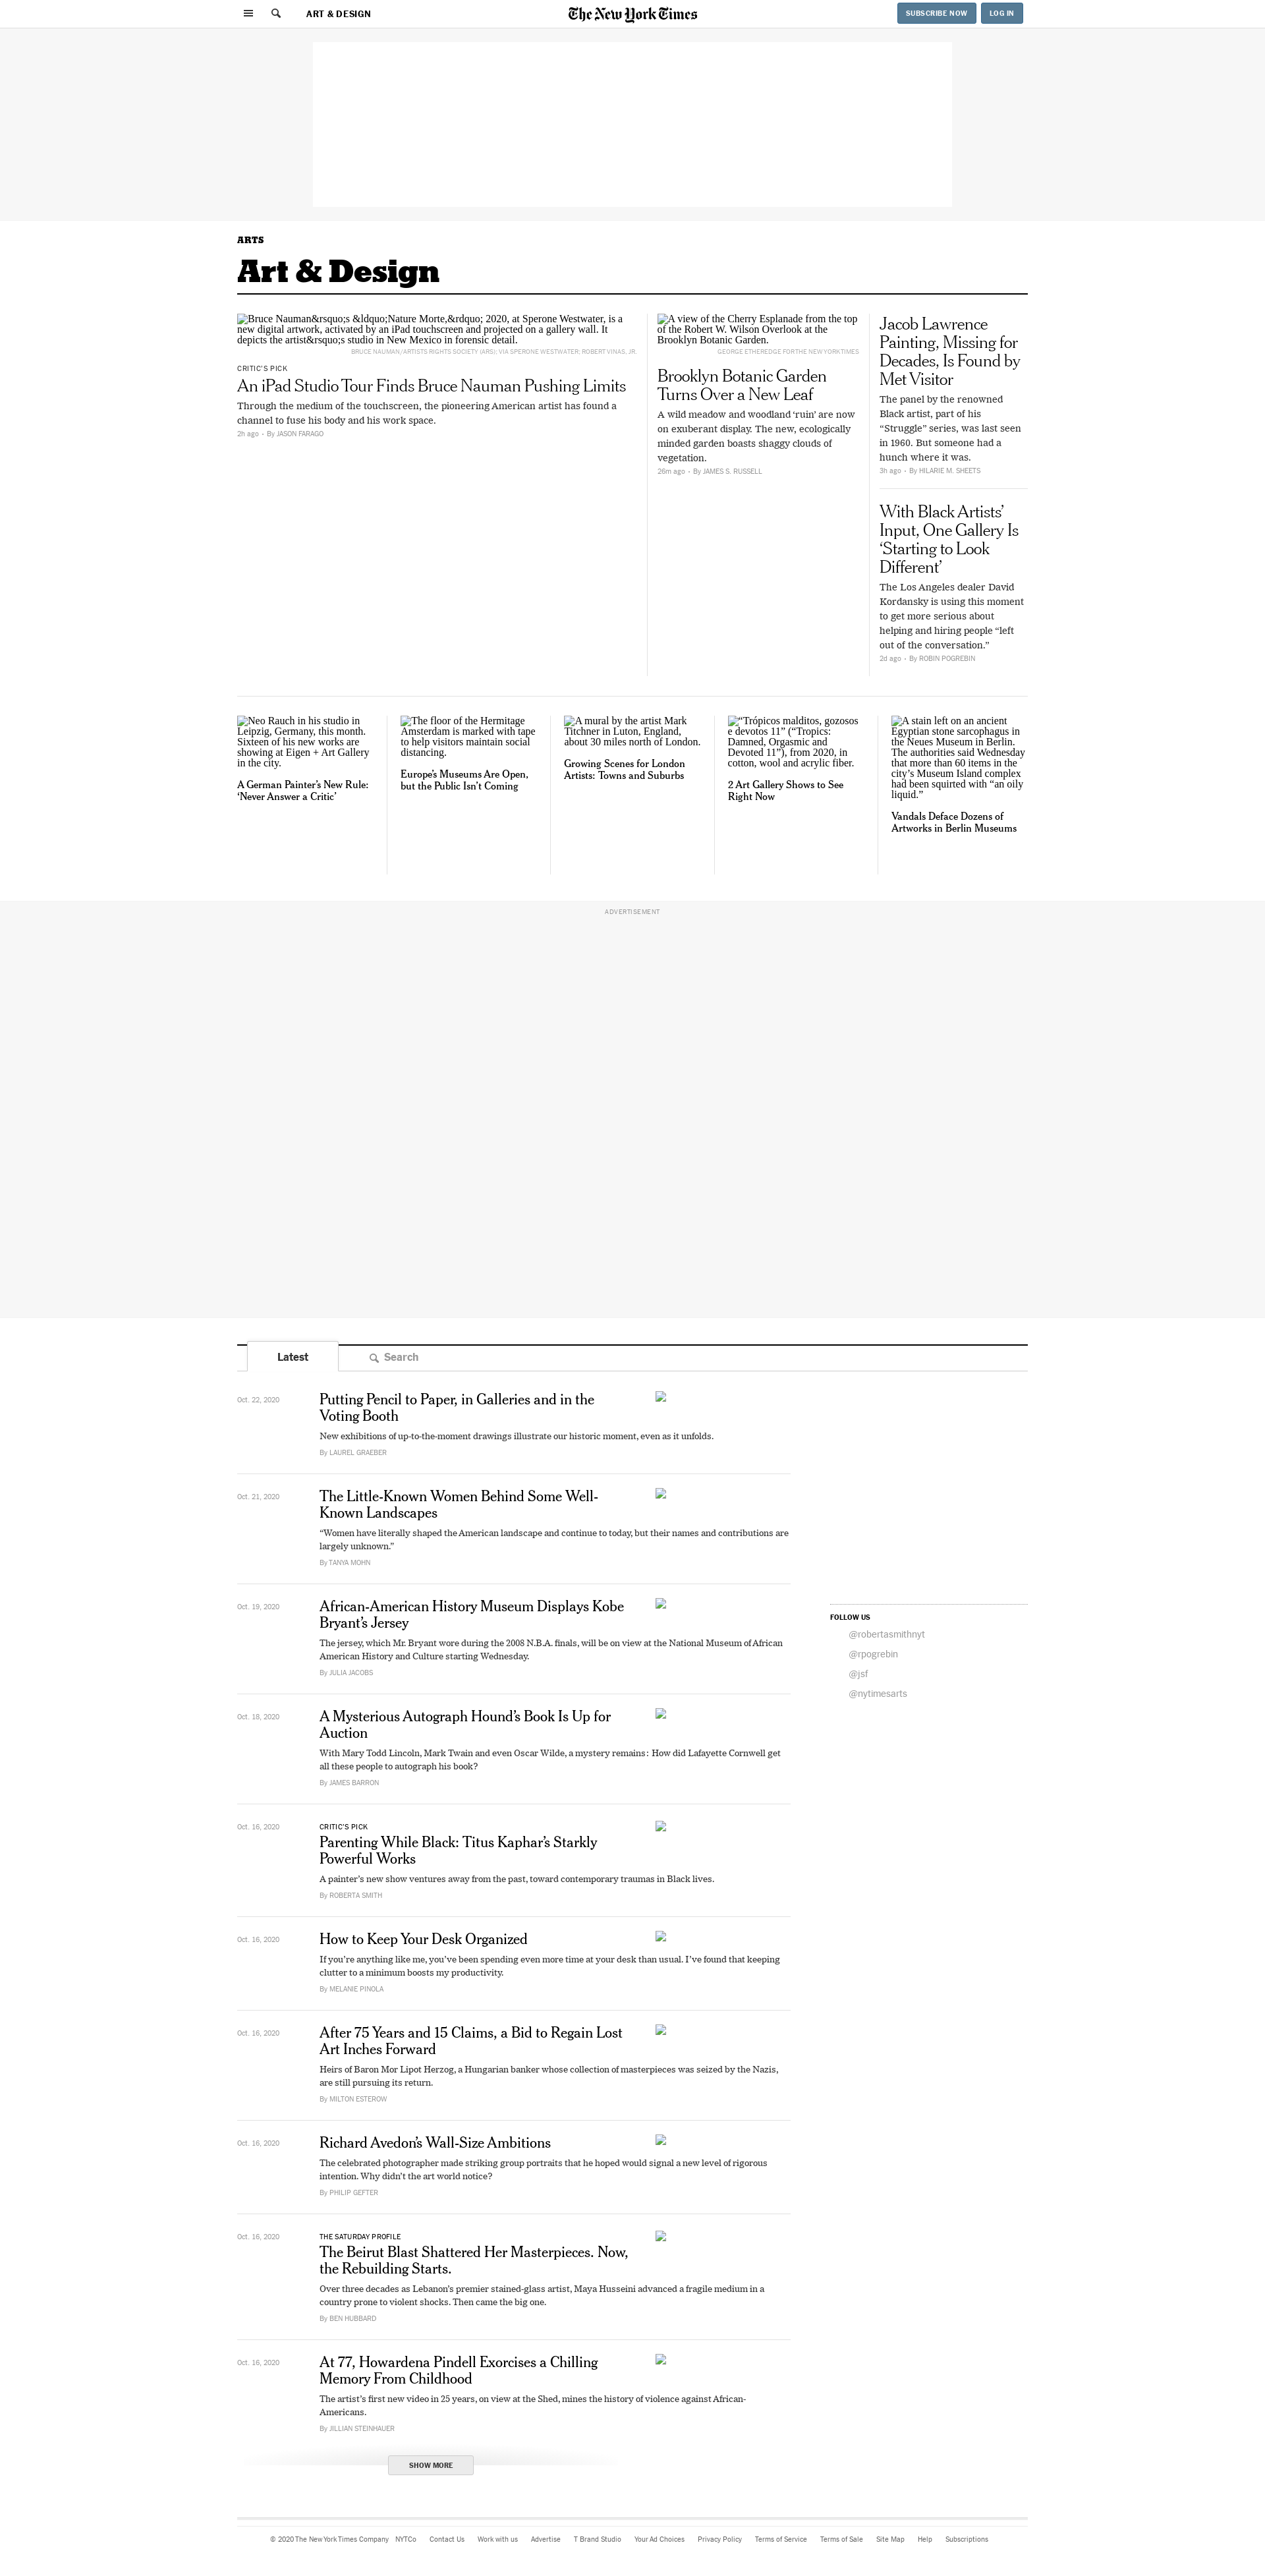 ART & DESIGN
The New York Times
SUBSCRIBE NOW
LOG IN
ARTS
Art & Design
Bruce Nauman&rsquo;s &ldquo;Nature Morte,&rdquo; 2020, at Sperone Westwater, is a
new digital artwork, activated by an iPad touchscreen and projected on a gallery wall. It
depicts the artist&rsquo;s studio in New Mexico in forensic detail.
BRUCE NAUMAN/ARTISTS RIGHTS SOCIETY (ARS); VIA SPERONE WESTWATER; ROBERT VINAS, JR.
CRITIC'S PICK
An iPad Studio Tour Finds Bruce Nauman Pushing Limits
Through the medium of the touchscreen, the pioneering American artist has found a
channel to fuse his body and his work space.
2h ago • By JASON FARAGO
A view of the Cherry Esplanade from the top
of the Robert W. Wilson Overlook at the
Brooklyn Botanic Garden.
GEORGE ETHEREDGE FOR THE NEW YORK TIMES
Brooklyn Botanic Garden
Turns Over a New Leaf
A wild meadow and woodland ‘ruin’ are now
on exuberant display. The new, ecologically
minded garden boasts shaggy clouds of
vegetation.
26m ago • By JAMES S. RUSSELL
Jacob Lawrence
Painting, Missing for
Decades, Is Found by
Met Visitor
The panel by the renowned
Black artist, part of his
“Struggle” series, was last seen
in 1960. But someone had a
hunch where it was.
3h ago • By HILARIE M. SHEETS
With Black Artists’
Input, One Gallery Is
‘Starting to Look
Different’
The Los Angeles dealer David
Kordansky is using this moment
to get more serious about
helping and hiring people “left
out of the conversation.”
2d ago • By ROBIN POGREBIN
Neo Rauch in his studio in
Leipzig, Germany, this month.
Sixteen of his new works are
showing at Eigen + Art Gallery
in the city.
A German Painter’s New Rule:
‘Never Answer a Critic’
The floor of the Hermitage
Amsterdam is marked with tape
to help visitors maintain social
distancing.
Europe’s Museums Are Open,
but the Public Isn’t Coming
A mural by the artist Mark
Titchner in Luton, England,
about 30 miles north of London.
Growing Scenes for London
Artists: Towns and Suburbs
“Trópicos malditos, gozosos
e devotos 11” (“Tropics:
Damned, Orgasmic and
Devoted 11”), from 2020, in
cotton, wool and acrylic fiber.
2 Art Gallery Shows to See
Right Now
A stain left on an ancient
Egyptian stone sarcophagus in
the Neues Museum in Berlin.
The authorities said Wednesday
that more than 60 items in the
city’s Museum Island complex
had been squirted with “an oily
liquid.”
Vandals Deface Dozens of
Artworks in Berlin Museums
ADVERTISEMENT
Latest
Search
Oct. 22, 2020
Putting Pencil to Paper, in Galleries and in the
Voting Booth
New exhibitions of up-to-the-moment drawings illustrate our historic moment, even as it unfolds.
By LAUREL GRAEBER
Oct. 21, 2020
The Little-Known Women Behind Some Well-
Known Landscapes
“Women have literally shaped the American landscape and continue to today, but their names and contributions are
largely unknown.”
By TANYA MOHN
Oct. 19, 2020
African-American History Museum Displays Kobe
Bryant’s Jersey
The jersey, which Mr. Bryant wore during the 2008 N.B.A. finals, will be on view at the National Museum of African
American History and Culture starting Wednesday.
By JULIA JACOBS
FOLLOW US
@robertasmithnyt
@rpogrebin
@jsf
@nytimesarts
Oct. 18, 2020
A Mysterious Autograph Hound’s Book Is Up for
Auction
With Mary Todd Lincoln, Mark Twain and even Oscar Wilde, a mystery remains: How did Lafayette Cornwell get
all these people to autograph his book?
By JAMES BARRON
Oct. 16, 2020
CRITIC’S PICK
Parenting While Black: Titus Kaphar’s Starkly
Powerful Works
A painter’s new show ventures away from the past, toward contemporary traumas in Black lives.
By ROBERTA SMITH
Oct. 16, 2020
How to Keep Your Desk Organized
If you’re anything like me, you’ve been spending even more time at your desk than usual. I’ve found that keeping
clutter to a minimum boosts my productivity.
By MELANIE PINOLA
Oct. 16, 2020
After 75 Years and 15 Claims, a Bid to Regain Lost
Art Inches Forward
Heirs of Baron Mor Lipot Herzog, a Hungarian banker whose collection of masterpieces was seized by the Nazis,
are still pursuing its return.
By MILTON ESTEROW
Oct. 16, 2020
Richard Avedon’s Wall-Size Ambitions
The celebrated photographer made striking group portraits that he hoped would signal a new level of rigorous
intention. Why didn’t the art world notice?
By PHILIP GEFTER
Oct. 16, 2020
THE SATURDAY PROFILE
The Beirut Blast Shattered Her Masterpieces. Now,
the Rebuilding Starts.
Over three decades as Lebanon’s premier stained-glass artist, Maya Husseini advanced a fragile medium in a
country prone to violent shocks. Then came the big one.
By BEN HUBBARD
Oct. 16, 2020
At 77, Howardena Pindell Exorcises a Chilling
Memory From Childhood
The artist’s first new video in 25 years, on view at the Shed, mines the history of violence against African-
Americans.
By JILLIAN STEINHAUER
SHOW MORE
© 2020 The New York Times Company NYTCo Contact Us Work with us Advertise T Brand Studio Your Ad Choices Privacy Policy Terms of Service Terms of Sale Site Map Help Subscriptions